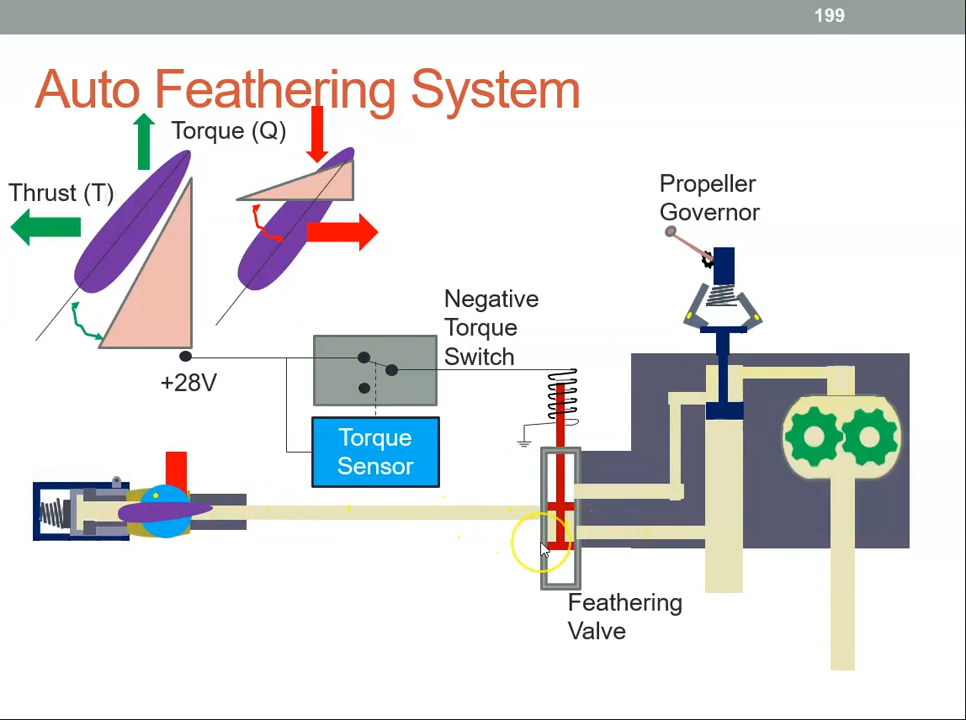 199
Auto Feathering System
Torque (Q)
Thrust (T)
Propeller
Governor
Negative
Torque
Switch
+28V
Torque
Sensor
Feathering
Valve